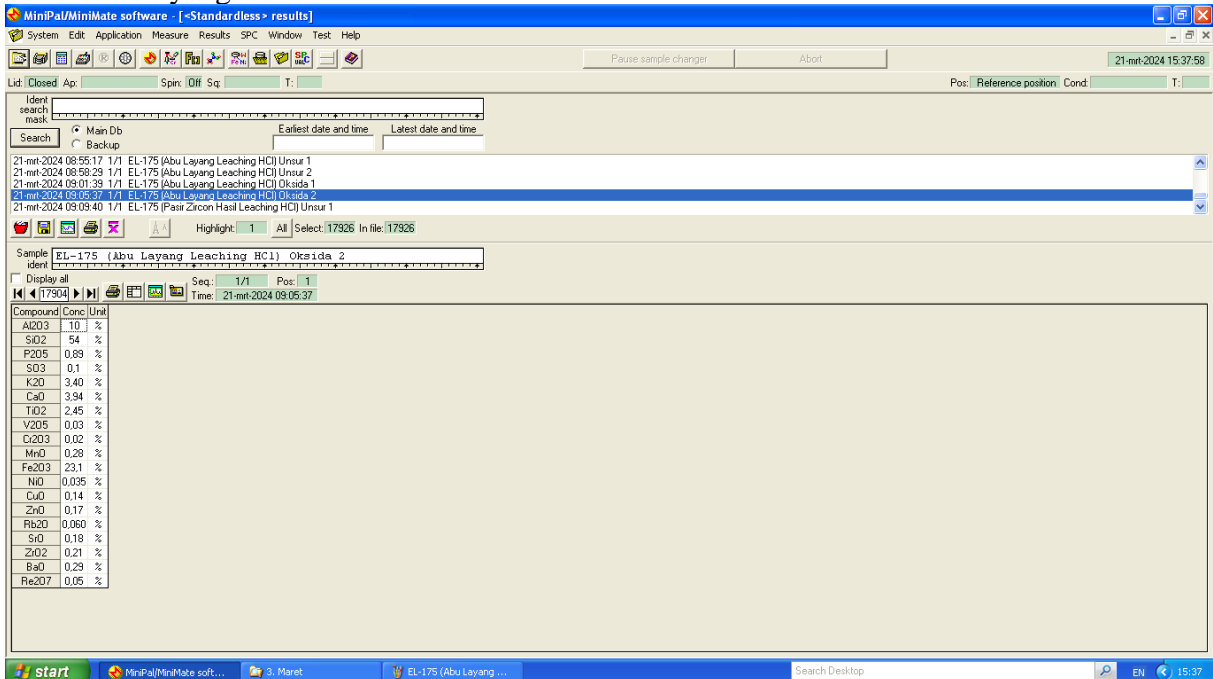 MiniPal/MiniMate software - [<Standardless> results]
System Edit Application Measure Results SPC Window Test Help
Pause sample changer Abort 21-mrt-2024 15:37:58
Lid: Closed Ap: Spin: Off Sq: T: Pos: Reference position Cond: T:
Ident search mask
Search Main Db Earliest date and time Latest date and time
Backup
21-mrt-2024 08:55:17 1/1 EL-175 (Abu Layang Leaching HCl) Unsur 1
21-mrt-2024 08:58:29 1/1 EL-175 (Abu Layang Leaching HCl) Unsur 2
21-mrt-2024 09:01:39 1/1 EL-175 (Abu Layang Leaching HCl) Oksida 1
21-mrt-2024 09:05:37 1/1 EL-175 (Abu Layang Leaching HCl) Oksida 2
21-mrt-2024 09:09:40 1/1 EL-175 (Pasir Zircon Hasil Leaching HCl) Unsur 1
Highlight: 1 All Select: 17926 In file: 17926
Sample ident EL-175 (Abu Layang Leaching HCl) Oksida 2
Display all Seq.: 1/1 Pos: 1
17904 Time: 21-mrt-2024 09:05:37
Compound Conc Unit
Al2O3 10 %
SiO2 54 %
P2O5 0,89 %
SO3 0,1 %
K2O 3,40 %
CaO 3,94 %
TiO2 2,45 %
V2O5 0,03 %
Cr2O3 0,02 %
MnO 0,28 %
Fe2O3 23,1 %
NiO 0,035 %
CuO 0,14 %
ZnO 0,17 %
Rb2O 0,060 %
SrO 0,18 %
ZrO2 0,21 %
BaO 0,29 %
Re2O7 0,05 %
start MiniPal/MiniMate soft... 3. Maret EL-175 (Abu Layang ... Search Desktop EN 15:37